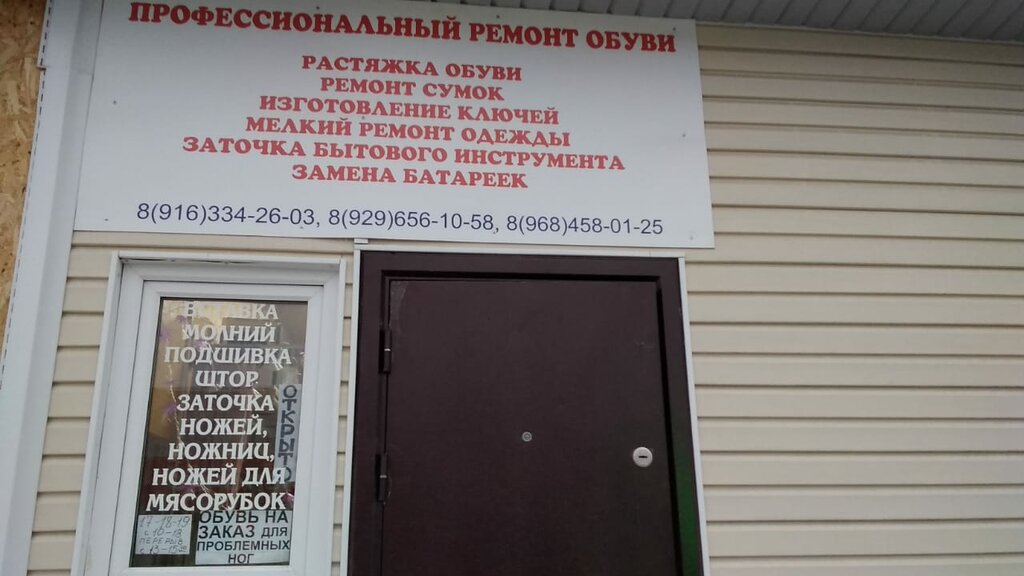 ПРОФЕССИОНАЛЬНЫЙ РЕМОНТ ОБУВИ
РАСТЯЖКА ОБУВИ
РЕМОНТ СУМОК
ИЗГОТОВЛЕНИЕ КЛЮЧЕЙ
МЕЛКИЙ РЕМОНТ ОДЕЖДЫ
ЗАТОЧКА БЫТОВОГО ИНСТРУМЕНТА
ЗАМЕНА БАТАРЕЕК
8(916)334-26-03, 8(929)656-10-58, 8(968)458-01-25
МОЛНИЙ
ПОДШИВКА
ШТОР
ЗАТОЧКА
НОЖЕЙ,
НОЖНИЦ,
НОЖЕЙ ДЛЯ
МЯСОРУБОК
ОТКРЫТО
ПЕРЕРЫВ
ОБУВЬ НА
ЗАКАЗ ДЛЯ
ПРОБЛЕМНЫХ
НОГ